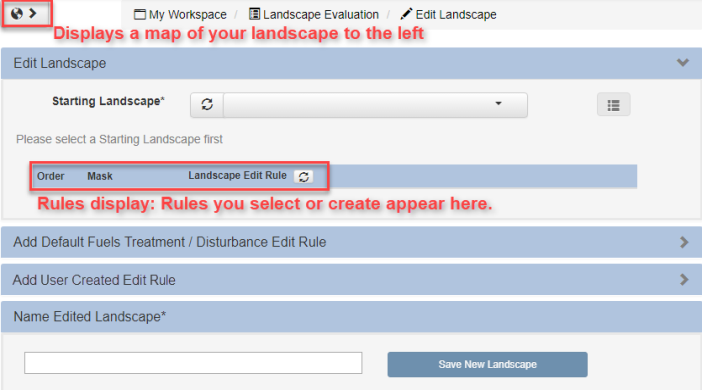 My Workspace / Landscape Evaluation / Edit Landscape
Displays a map of your landscape to the left
Edit Landscape
Starting Landscape*
Please select a Starting Landscape first
Order Mask Landscape Edit Rule
Rules display: Rules you select or create appear here.
Add Default Fuels Treatment / Disturbance Edit Rule
Add User Created Edit Rule
Name Edited Landscape*
Save New Landscape